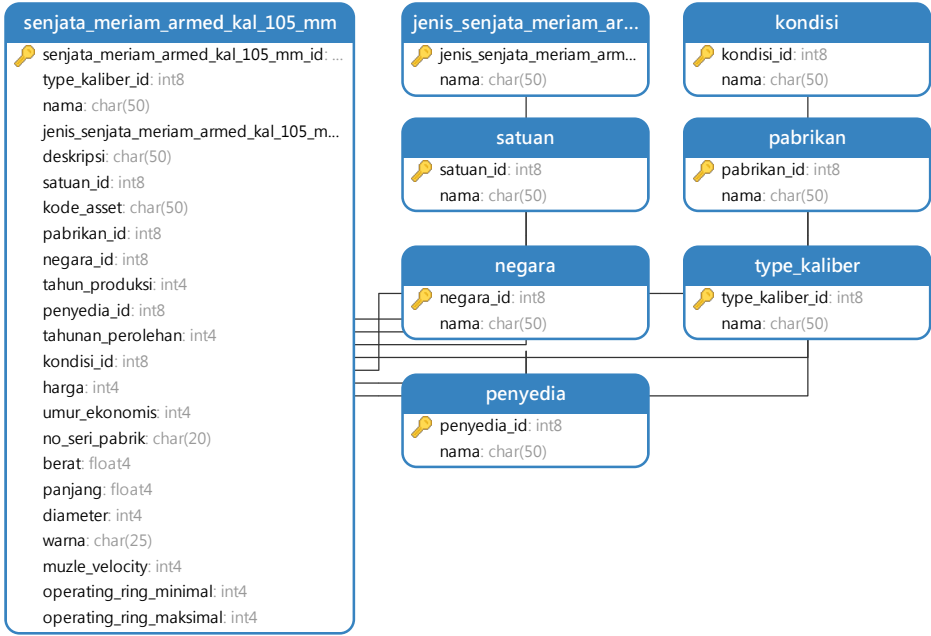 senjata_meriam_armed_kal_105_mm
senjata_meriam_armed_kal_105_mm_id: ...
type_kaliber_id: int8
nama: char(50)
jenis_senjata_meriam_armed_kal_105_m...
deskripsi: char(50)
satuan_id: int8
kode_asset: char(50)
pabrikan_id: int8
negara_id: int8
tahun_produksi: int4
penyedia_id: int8
tahunan_perolehan: int4
kondisi_id: int8
harga: int4
umur_ekonomis: int4
no_seri_pabrik: char(20)
berat: float4
panjang: float4
diameter: int4
warna: char(25)
muzle_velocity: int4
operating_ring_minimal: int4
operating_ring_maksimal: int4
jenis_senjata_meriam_ar...
jenis_senjata_meriam_arm...
nama: char(50)
kondisi
kondisi_id: int8
nama: char(50)
satuan
satuan_id: int8
nama: char(50)
pabrikan
pabrikan_id: int8
nama: char(50)
negara
negara_id: int8
nama: char(50)
type_kaliber
type_kaliber_id: int8
nama: char(50)
penyedia
penyedia_id: int8
nama: char(50)